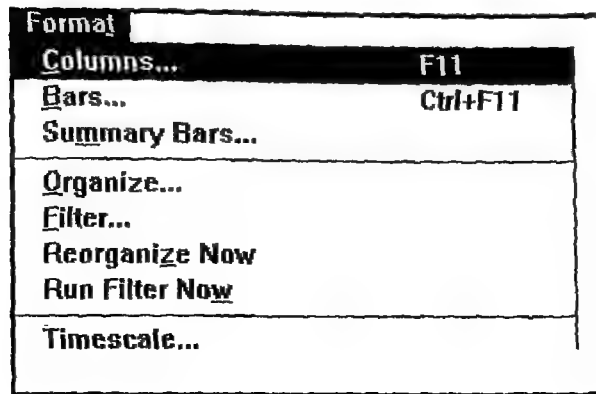 Format
Columns... F11
Bars... Ctrl+F11
Summary Bars...
Organize...
Filter...
Reorganize Now
Run Filter Now
Timescale...